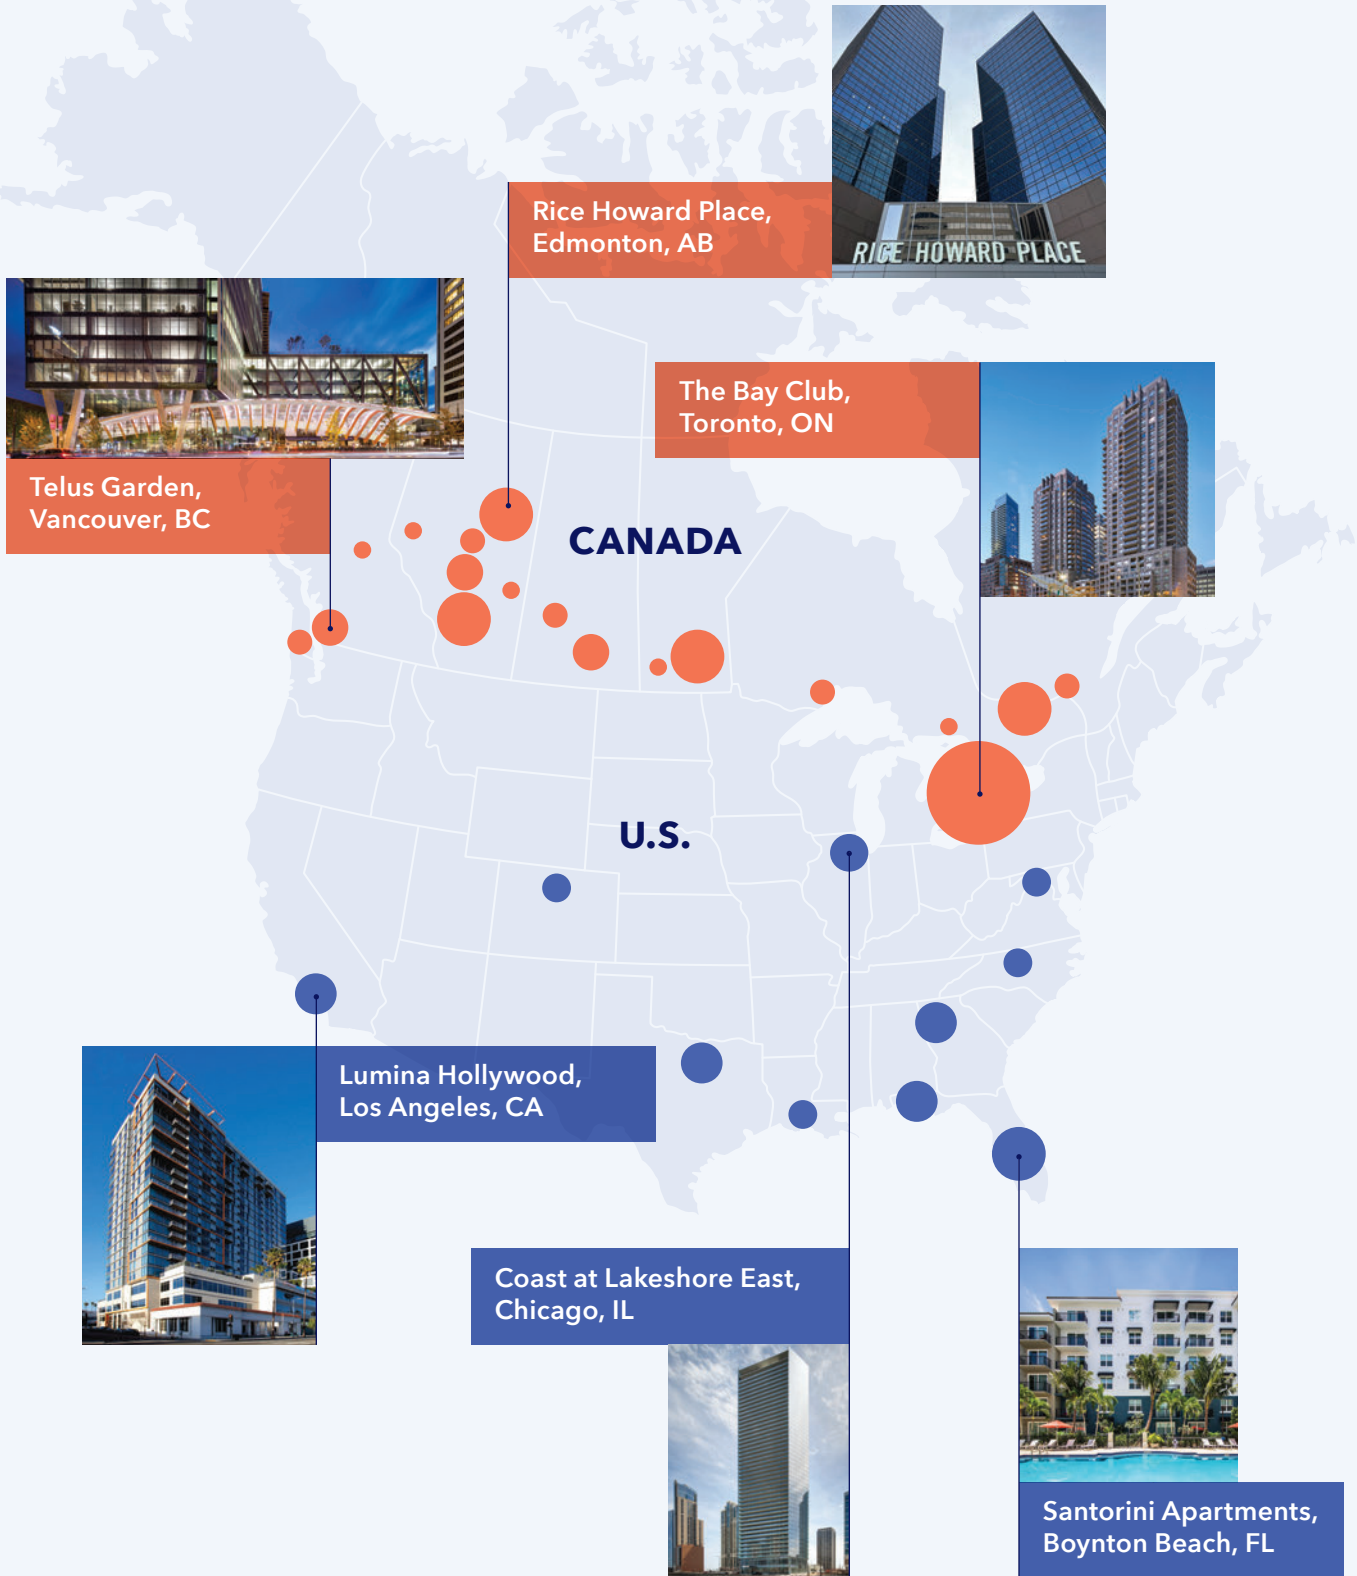 RICE HOWARD PLACE
Rice Howard Place,
Edmonton, AB
The Bay Club,
Toronto, ON
Telus Garden,
Vancouver, BC
CANADA
U.S.
Lumina Hollywood,
Los Angeles, CA
Coast at Lakeshore East,
Chicago, IL
Santorini Apartments,
Boynton Beach, FL